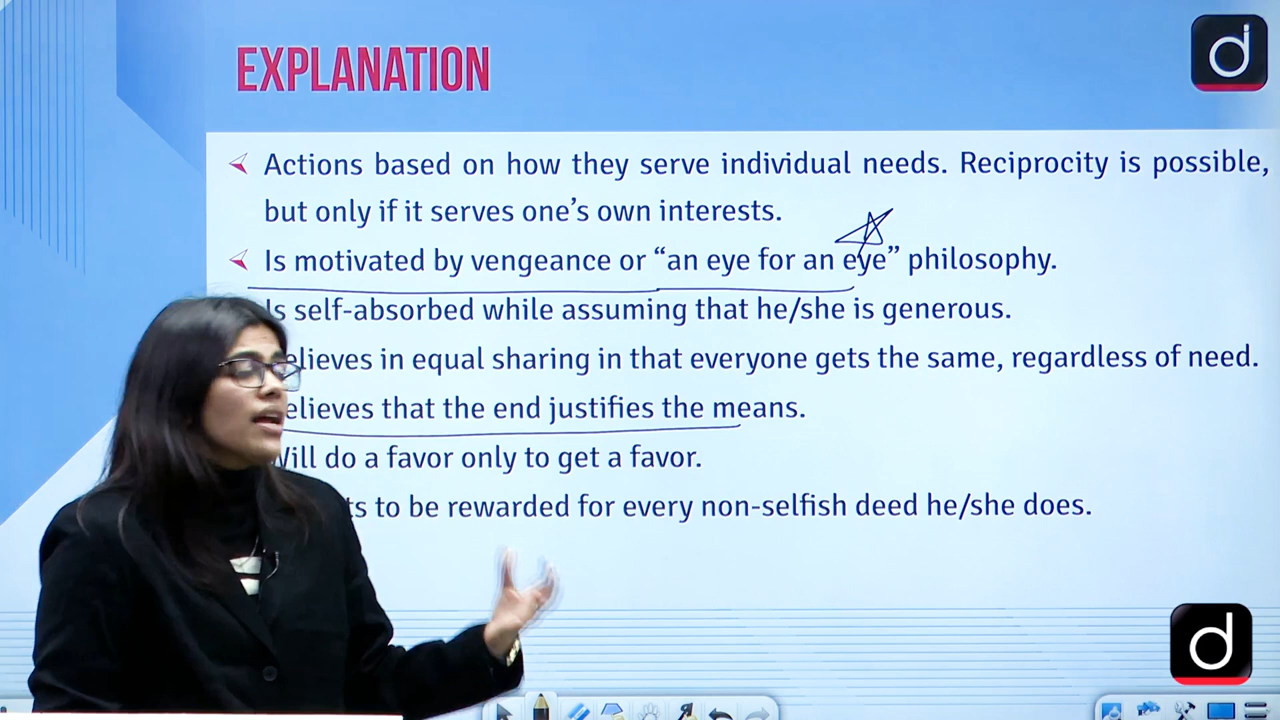 EXPLANATION
Actions based on how they serve individual needs. Reciprocity is possible,
but only if it serves one’s own interests.
Is motivated by vengeance or “an eye for an eye” philosophy.
Is self-absorbed while assuming that he/she is generous.
elieves in equal sharing in that everyone gets the same, regardless of need.
elieves that the end justifies the means.
Will do a favor only to get a favor.
ts to be rewarded for every non-selfish deed he/she does.
d
d